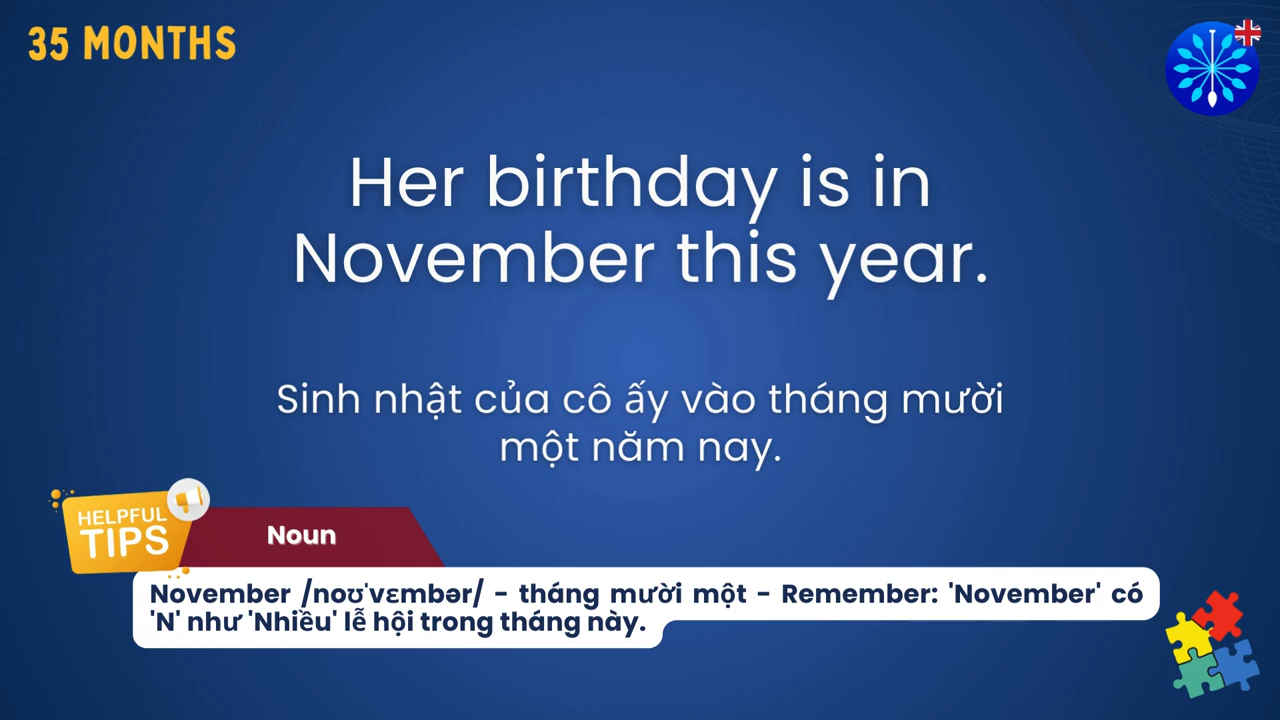 35 MONTHS
Her birthday is in
November this year.
Sinh nhật của cô ấy vào tháng mười
một năm nay.
HELPFUL
TIPS
Noun
November /noʊˈvɛmbər/ - tháng mười một - Remember: 'November' có
'N' như 'Nhiều' lễ hội trong tháng này.